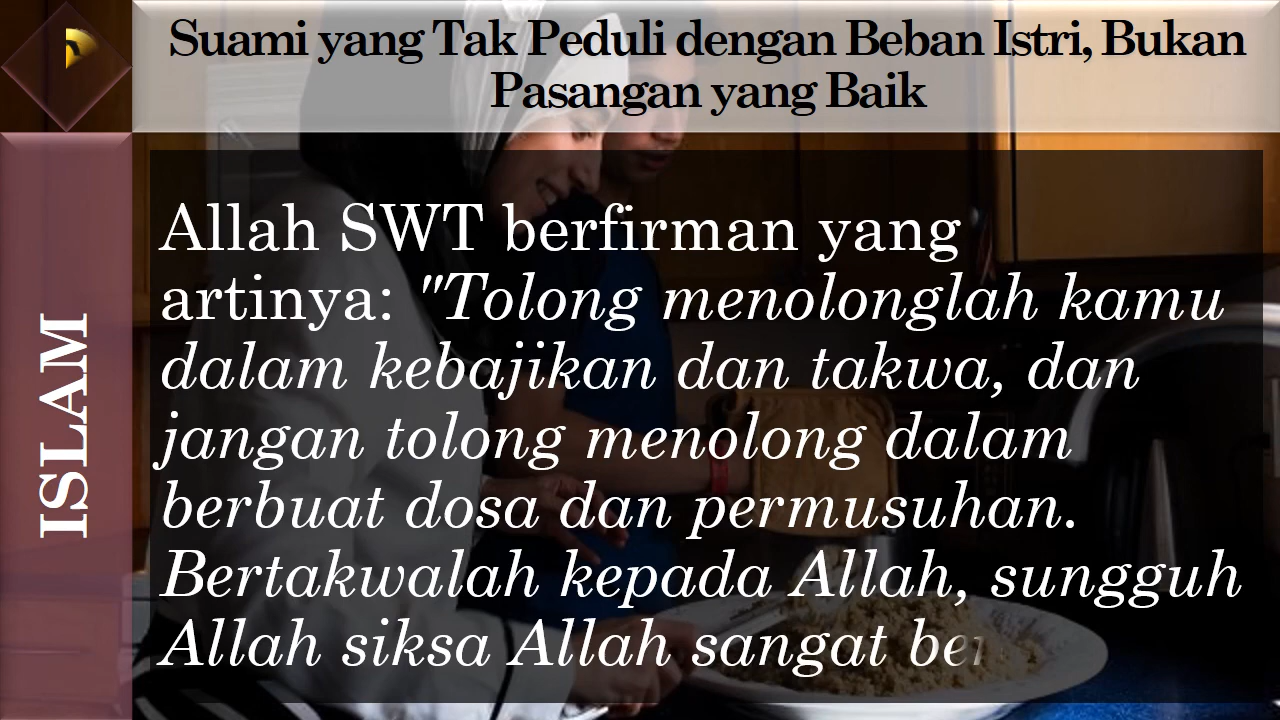 Suami yang Tak Peduli dengan Beban Istri, Bukan
Pasangan yang Baik
ISLAM
Allah SWT berfirman yang
artinya: "Tolong menolonglah kamu
dalam kebajikan dan takwa, dan
jangan tolong menolong dalam
berbuat dosa dan permusuhan.
Bertakwalah kepada Allah, sungguh
Allah siksa Allah sangat